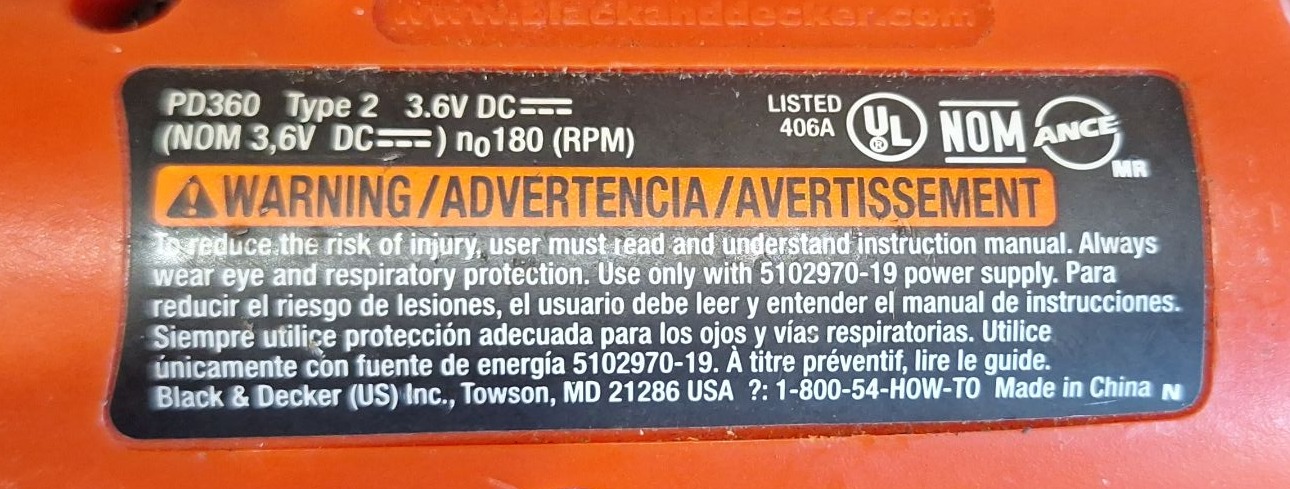 www.blackanddecker.com
PD360 Type 2 3.6V DC⎓
(NOM 3,6V DC⎓) no180 (RPM)
LISTED
406A
UL
®
NOM
ANCE
MR
WARNING/ADVERTENCIA/AVERTISSEMENT
To reduce the risk of injury, user must read and understand instruction manual. Always
wear eye and respiratory protection. Use only with 5102970-19 power supply. Para
reducir el riesgo de lesiones, el usuario debe leer y entender el manual de instrucciones.
Siempre utilice protección adecuada para los ojos y vías respiratorias. Utilice
únicamente con fuente de energía 5102970-19. À titre préventif, lire le guide.
Black & Decker (US) Inc., Towson, MD 21286 USA ?: 1-800-54-HOW-TO Made in China N